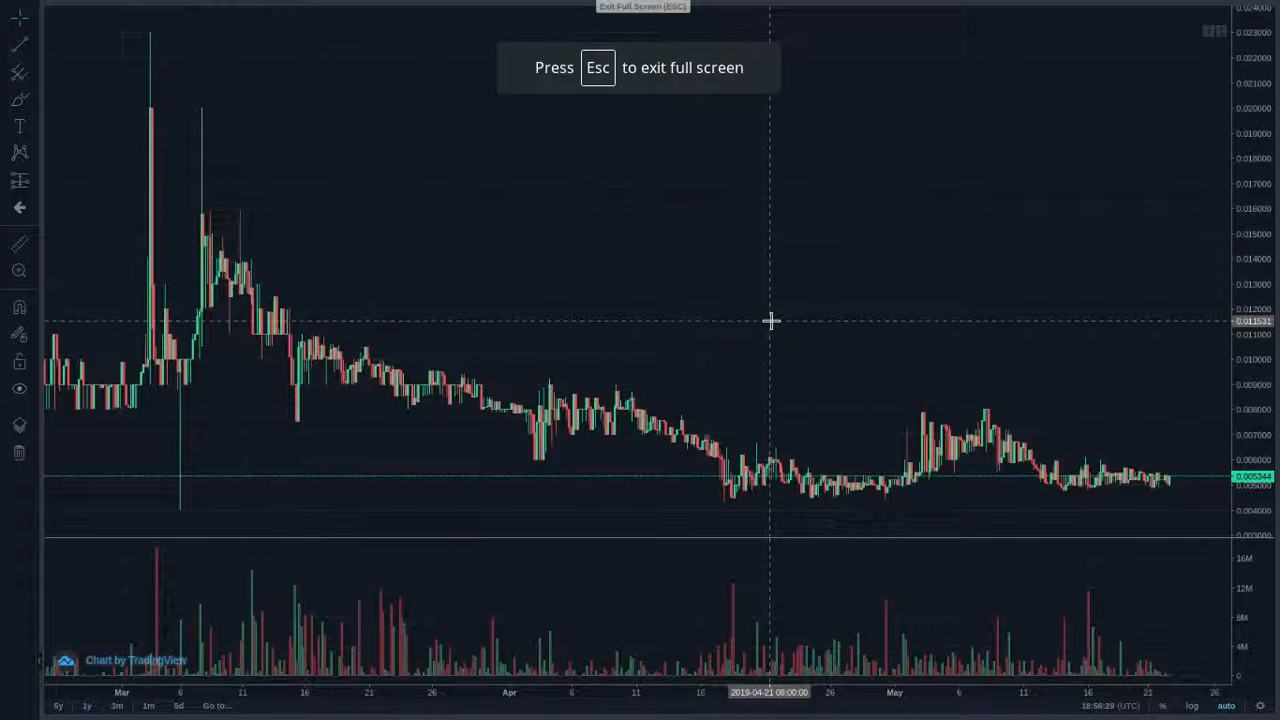 Exit Full Screen (ESC)
Press Esc to exit full screen
0.024000
0.023000
0.022000
0.021000
0.020000
0.019000
0.018000
0.017000
0.016000
0.015000
0.014000
0.013000
0.012000
0.011531
0.011000
0.010000
0.009000
0.008000
0.007000
0.006000
0.005344
0.005000
0.004000
0.003000
16M
12M
8M
4M
0
Chart by TradingView
Mar 6 11 16 21 26 Apr 6 11 16 2019-04-21 08:00:00 26 May 6 11 16 21 26
5y 1y 3m 1m 5d Go to... 18:56:29 (UTC) % log auto